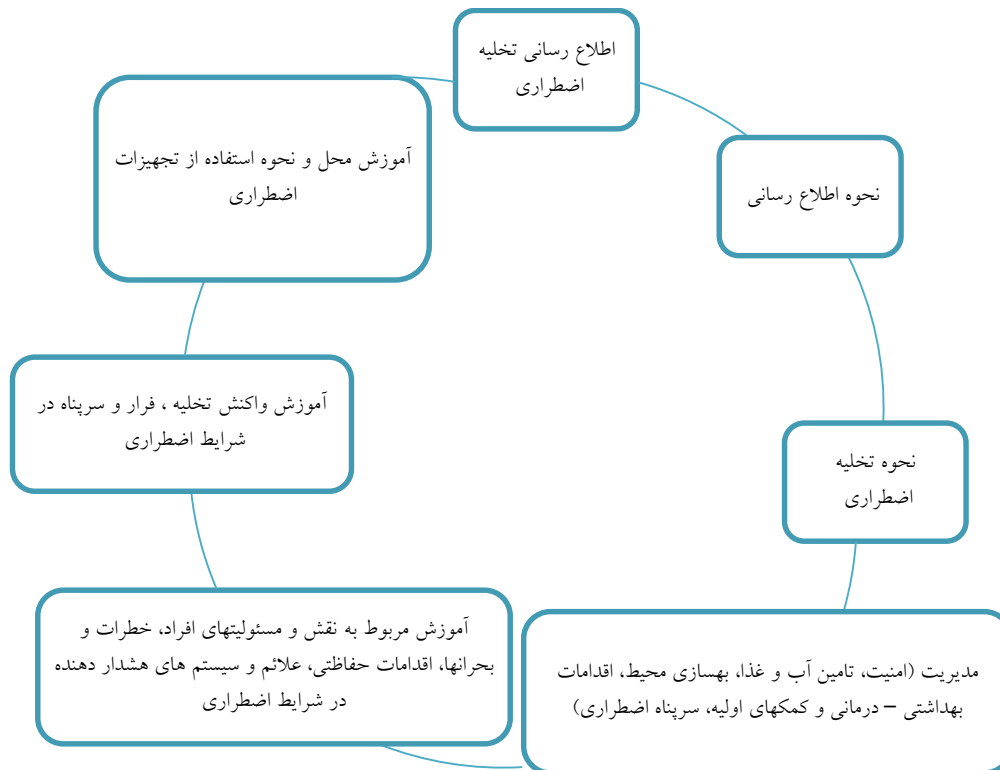 اطلاع رسانی تخلیه
اضطراری
نحوه اطلاع رسانی
نحوه تخلیه
اضطراری
مدیریت (امنیت، تامین آب و غذا، بهسازی محیط، اقدامات
بهداشتی – درمانی و کمکهای اولیه، سرپناه اضطراری)
آموزش مربوط به نقش و مسئولیتهای افراد، خطرات و
بحرانها، اقدامات حفاظتی، علائم و سیستم های هشدار دهنده
در شرایط اضطراری
آموزش واکنش تخلیه ، فرار و سرپناه در
شرایط اضطراری
آموزش محل و نحوه استفاده از تجهیزات
اضطراری